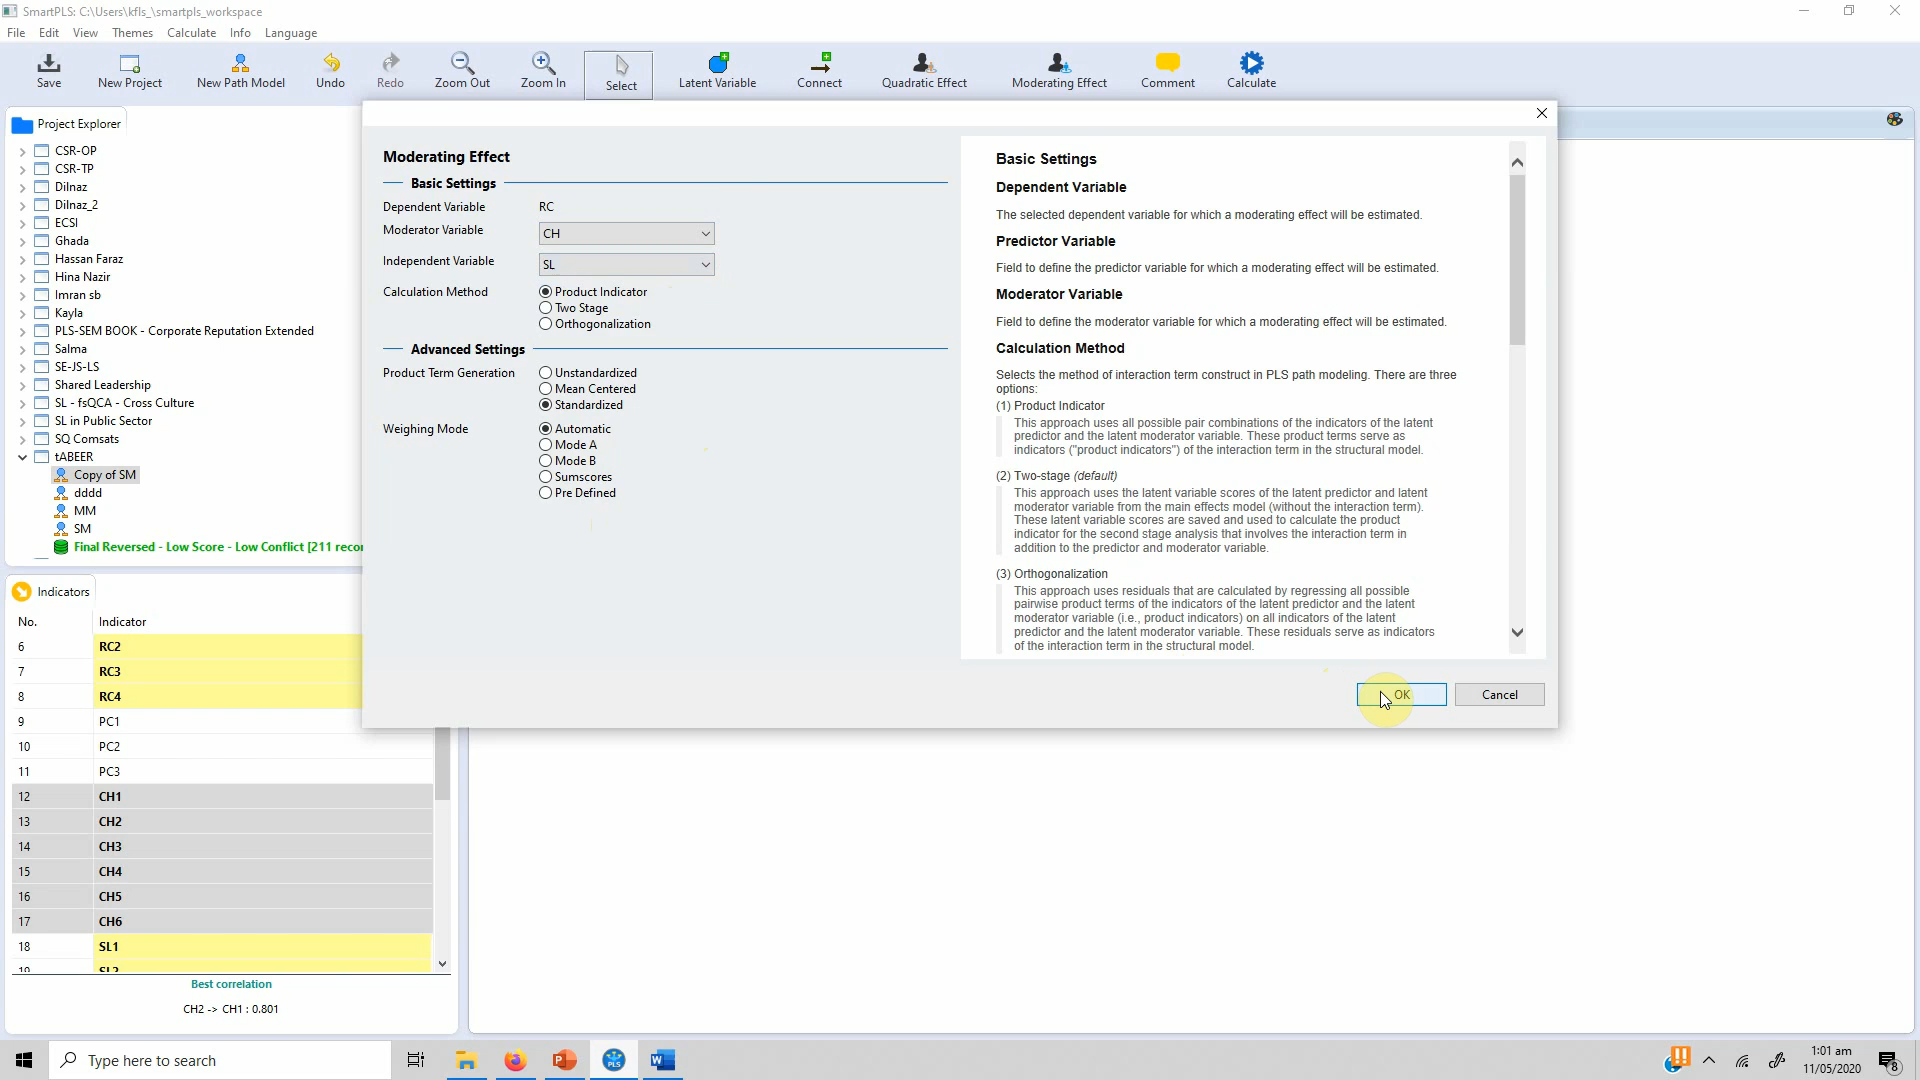 SmartPLS: C:\Users\kfls_\smartpls_workspace
File Edit View Themes Calculate Info Language
Save New Project New Path Model Undo Redo Zoom Out Zoom In Select Latent Variable Connect Quadratic Effect Moderating Effect Comment Calculate
Project Explorer
CSR-OP
CSR-TP
Dilnaz
Dilnaz_2
ECSI
Ghada
Hassan Faraz
Hina Nazir
Imran sb
Kayla
PLS-SEM BOOK - Corporate Reputation Extended
Salma
SE-JS-LS
Shared Leadership
SL - fsQCA - Cross Culture
SL in Public Sector
SQ Comsats
tABEER
Copy of SM
dddd
MM
SM
Final Reversed - Low Score - Low Conflict [211 recor
Indicators
No. Indicator
6 RC2
7 RC3
8 RC4
9 PC1
10 PC2
11 PC3
12 CH1
13 CH2
14 CH3
15 CH4
16 CH5
17 CH6
18 SL1
19 SL2
Best correlation
CH2 -> CH1 : 0.801
Moderating Effect
Basic Settings
Dependent Variable RC
Moderator Variable CH
Independent Variable SL
Calculation Method Product Indicator
Two Stage
Orthogonalization
Advanced Settings
Product Term Generation Unstandardized
Mean Centered
Standardized
Weighing Mode Automatic
Mode A
Mode B
Sumscores
Pre Defined
Basic Settings
Dependent Variable
The selected dependent variable for which a moderating effect will be estimated.
Predictor Variable
Field to define the predictor variable for which a moderating effect will be estimated.
Moderator Variable
Field to define the moderator variable for which a moderating effect will be estimated.
Calculation Method
Selects the method of interaction term construct in PLS path modeling. There are three
options:
(1) Product Indicator
This approach uses all possible pair combinations of the indicators of the latent
predictor and the latent moderator variable. These product terms serve as
indicators ("product indicators") of the interaction term in the structural model.
(2) Two-stage (default)
This approach uses the latent variable scores of the latent predictor and latent
moderator variable from the main effects model (without the interaction term).
These latent variable scores are saved and used to calculate the product
indicator for the second stage analysis that involves the interaction term in
addition to the predictor and moderator variable.
(3) Orthogonalization
This approach uses residuals that are calculated by regressing all possible
pairwise product terms of the indicators of the latent predictor and the latent
moderator variable (i.e., product indicators) on all indicators of the latent
predictor and the latent moderator variable. These residuals serve as indicators
of the interaction term in the structural model.
OK Cancel
Type here to search
PLS
1:01 am
11/05/2020
8